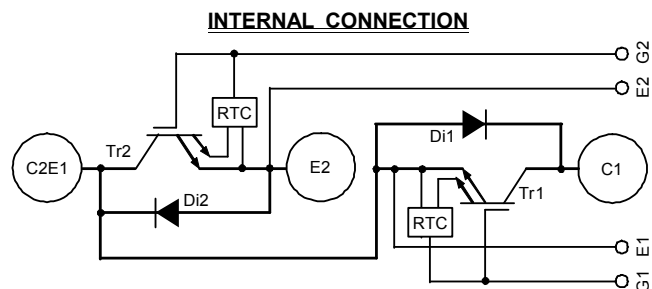 INTERNAL CONNECTION
G2
E2
RTC
Tr2
Di1
C2E1
E2
C1
Di2
Tr1
RTC
E1
G1